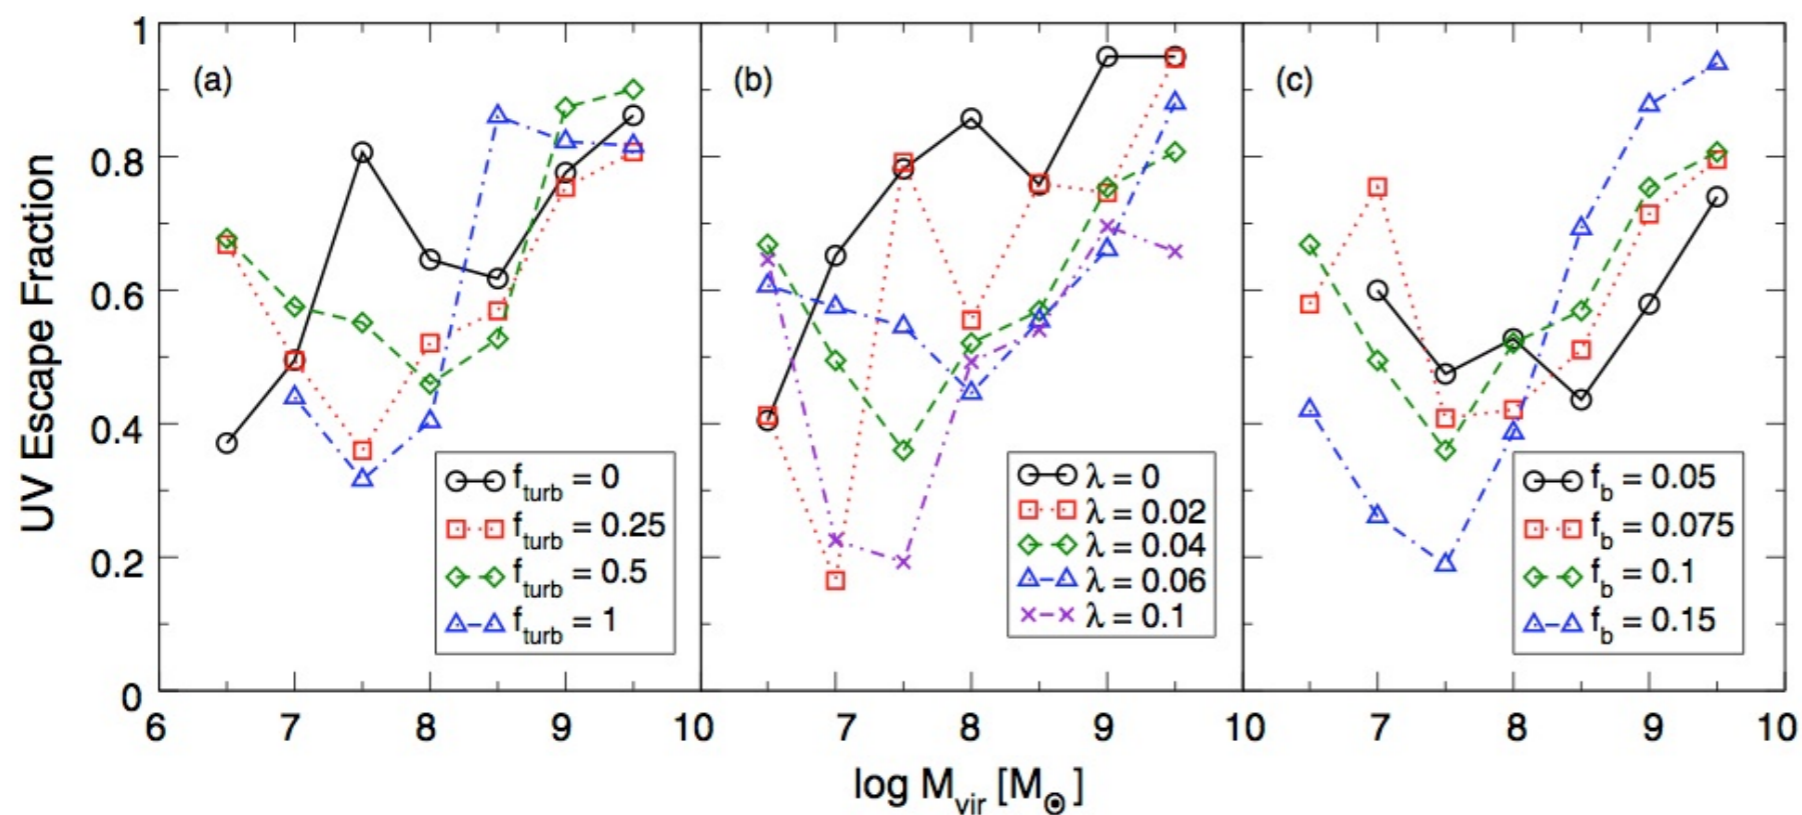 (a)
(b)
(c)
UV Escape Fraction
1
0.8
0.6
0.4
0.2
0
f_turb = 0
f_turb = 0.25
f_turb = 0.5
f_turb = 1
λ = 0
λ = 0.02
λ = 0.04
λ = 0.06
λ = 0.1
f_b = 0.05
f_b = 0.075
f_b = 0.1
f_b = 0.15
6 7 8 9 10 7 8 9 10 7 8 9 10
log M_vir [M_⊙]